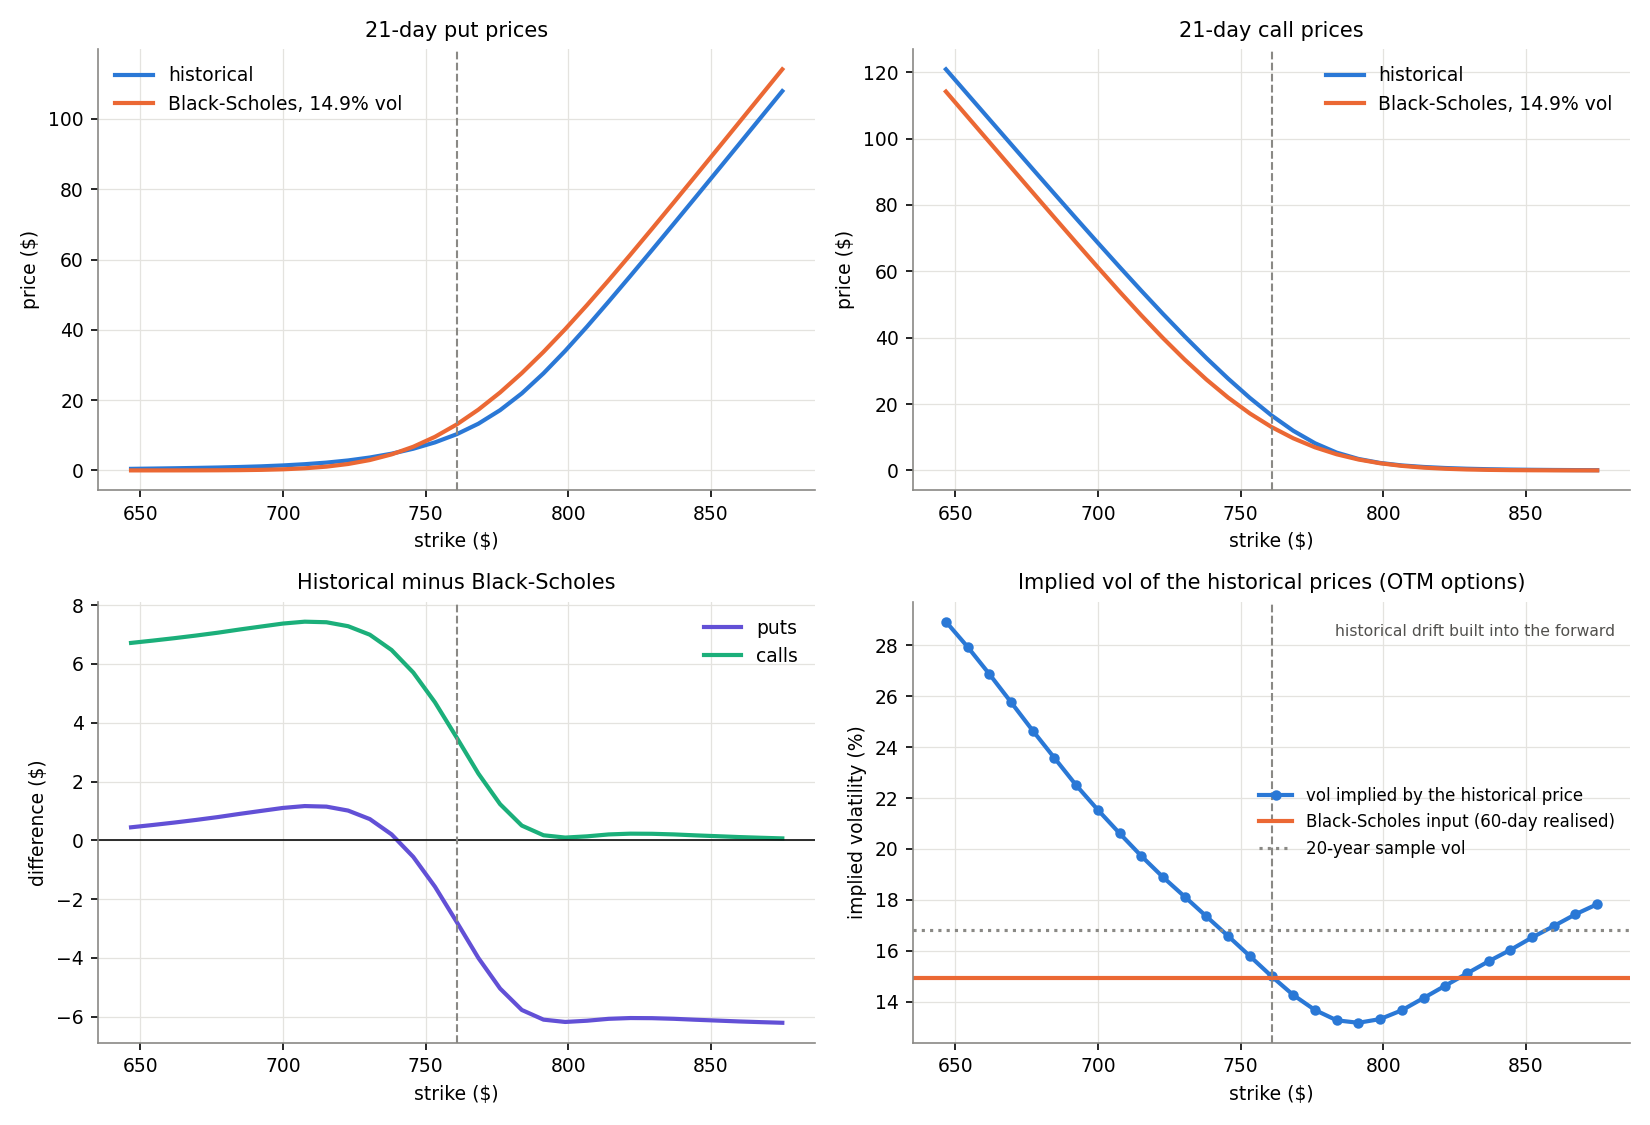 21-day put prices
historical
Black-Scholes, 14.9% vol
price ($)
100
80
60
40
20
0
650 700 750 800 850
strike ($)
21-day call prices
historical
Black-Scholes, 14.9% vol
price ($)
120
100
80
60
40
20
0
650 700 750 800 850
strike ($)
Historical minus Black-Scholes
puts
calls
difference ($)
8
6
4
2
0
−2
−4
−6
650 700 750 800 850
strike ($)
Implied vol of the historical prices (OTM options)
historical drift built into the forward
vol implied by the historical price
Black-Scholes input (60-day realised)
20-year sample vol
implied volatility (%)
28
26
24
22
20
18
16
14
650 700 750 800 850
strike ($)